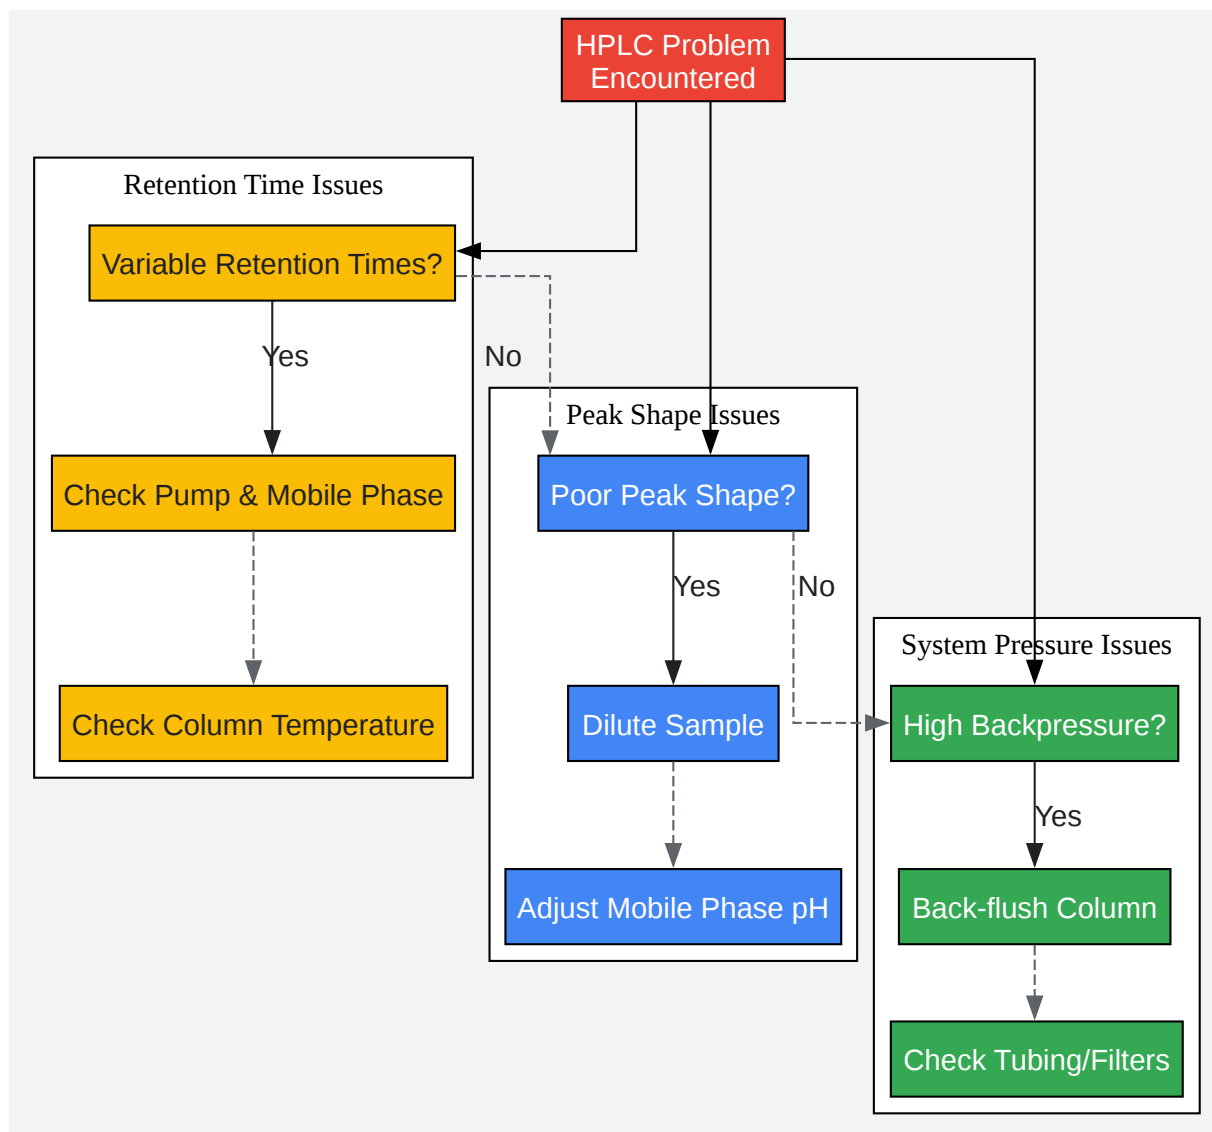 HPLC Problem
Encountered
Retention Time Issues
Variable Retention Times?
Yes
No
Check Pump & Mobile Phase
Check Column Temperature
Peak Shape Issues
Poor Peak Shape?
Yes
No
Dilute Sample
Adjust Mobile Phase pH
System Pressure Issues
High Backpressure?
Yes
Back-flush Column
Check Tubing/Filters